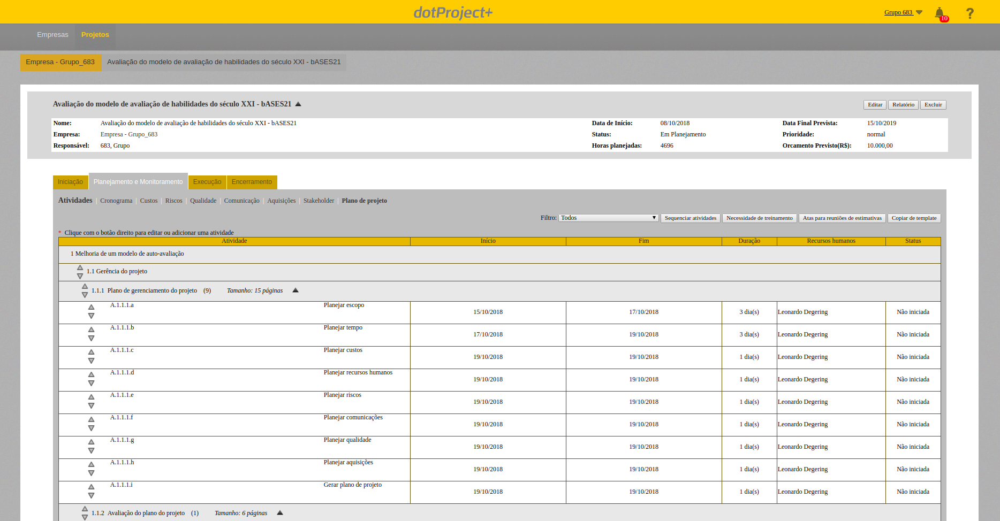 dotProject+
Grupo 683
10
?
Empresas Projetos
Empresa - Grupo_683 Avaliação do modelo de avaliação de habilidades do século XXI - bASES21
Avaliação do modelo de avaliação de habilidades do século XXI - bASES21
Editar Relatório Excluir
Nome: Avaliação do modelo de avaliação de habilidades do século XXI - bASES21 Data de Início: 08/10/2018 Data Final Prevista: 15/10/2019
Empresa: Empresa - Grupo_683 Status: Em Planejamento Prioridade: normal
Responsável: 683, Grupo Horas planejadas: 4696 Orcamento Previsto(R$): 10.000,00
Iniciação Planejamento e Monitoramento Execução Encerramento
Atividades | Cronograma | Custos | Riscos | Qualidade | Comunicação | Aquisições | Stakeholder | Plano de projeto
Filtro: Todos Sequenciar atividades Necessidade de treinamento Atas para reuniões de estimativas Copiar de template
* Clique com o botão direito para editar ou adicionar uma atividade
Atividade Início Fim Duração Recursos humanos Status
1 Melhoria de um modelo de auto-avaliação
1.1 Gerência do projeto
1.1.1 Plano de gerenciamento do projeto (9) Tamanho: 15 páginas
A.1.1.1.a Planejar escopo 15/10/2018 17/10/2018 3 dia(s) Leonardo Degering Não iniciada
A.1.1.1.b Planejar tempo 17/10/2018 19/10/2018 3 dia(s) Leonardo Degering Não iniciada
A.1.1.1.c Planejar custos 19/10/2018 19/10/2018 1 dia(s) Leonardo Degering Não iniciada
A.1.1.1.d Planejar recursos humanos 19/10/2018 19/10/2018 1 dia(s) Leonardo Degering Não iniciada
A.1.1.1.e Planejar riscos 19/10/2018 19/10/2018 1 dia(s) Leonardo Degering Não iniciada
A.1.1.1.f Planejar comunicações 19/10/2018 19/10/2018 1 dia(s) Leonardo Degering Não iniciada
A.1.1.1.g Planejar qualidade 19/10/2018 19/10/2018 1 dia(s) Leonardo Degering Não iniciada
A.1.1.1.h Planejar aquisições 19/10/2018 19/10/2018 1 dia(s) Leonardo Degering Não iniciada
A.1.1.1.i Gerar plano de projeto 19/10/2018 19/10/2018 1 dia(s) Leonardo Degering Não iniciada
1.1.2 Avaliação do plano do projeto (1) Tamanho: 6 páginas